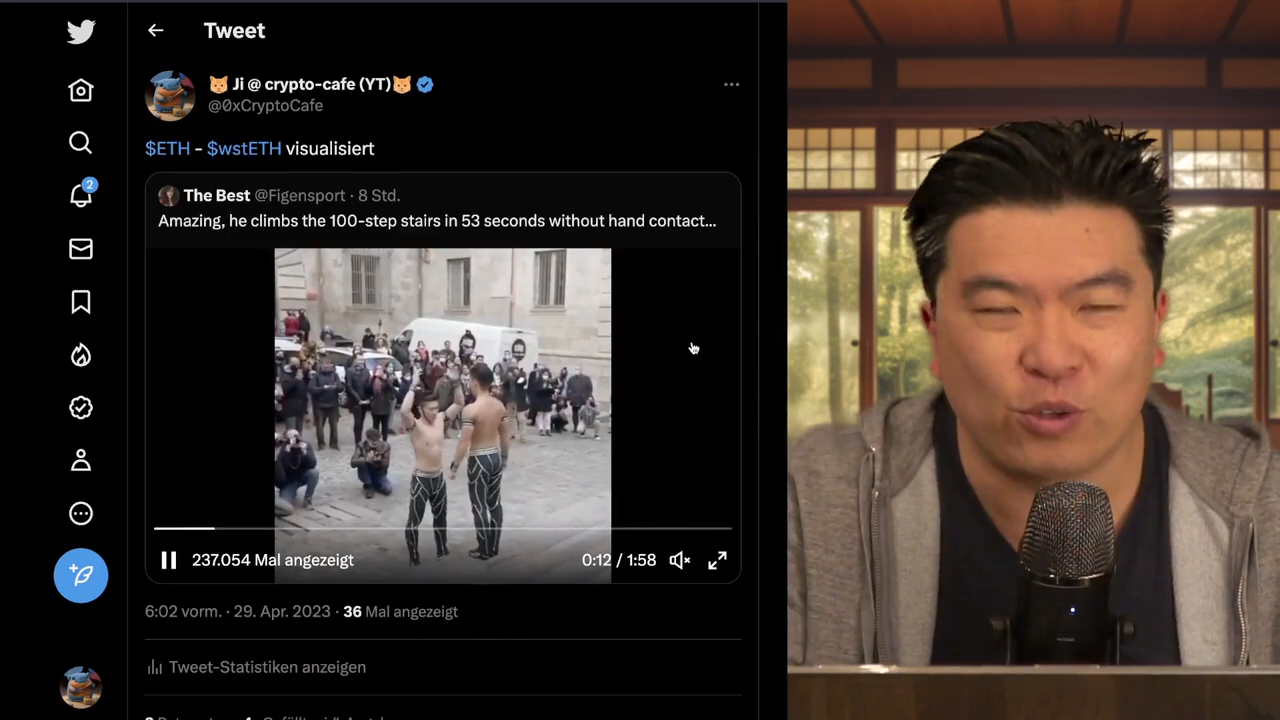 Tweet
Ji @ crypto-cafe (YT)
@0xCryptoCafe
$ETH - $wstETH visualisiert
The Best @Figensport · 8 Std.
Amazing, he climbs the 100-step stairs in 53 seconds without hand contact...
2
237.054 Mal angezeigt
0:12 / 1:58
6:02 vorm. · 29. Apr. 2023 · 36 Mal angezeigt
Tweet-Statistiken anzeigen